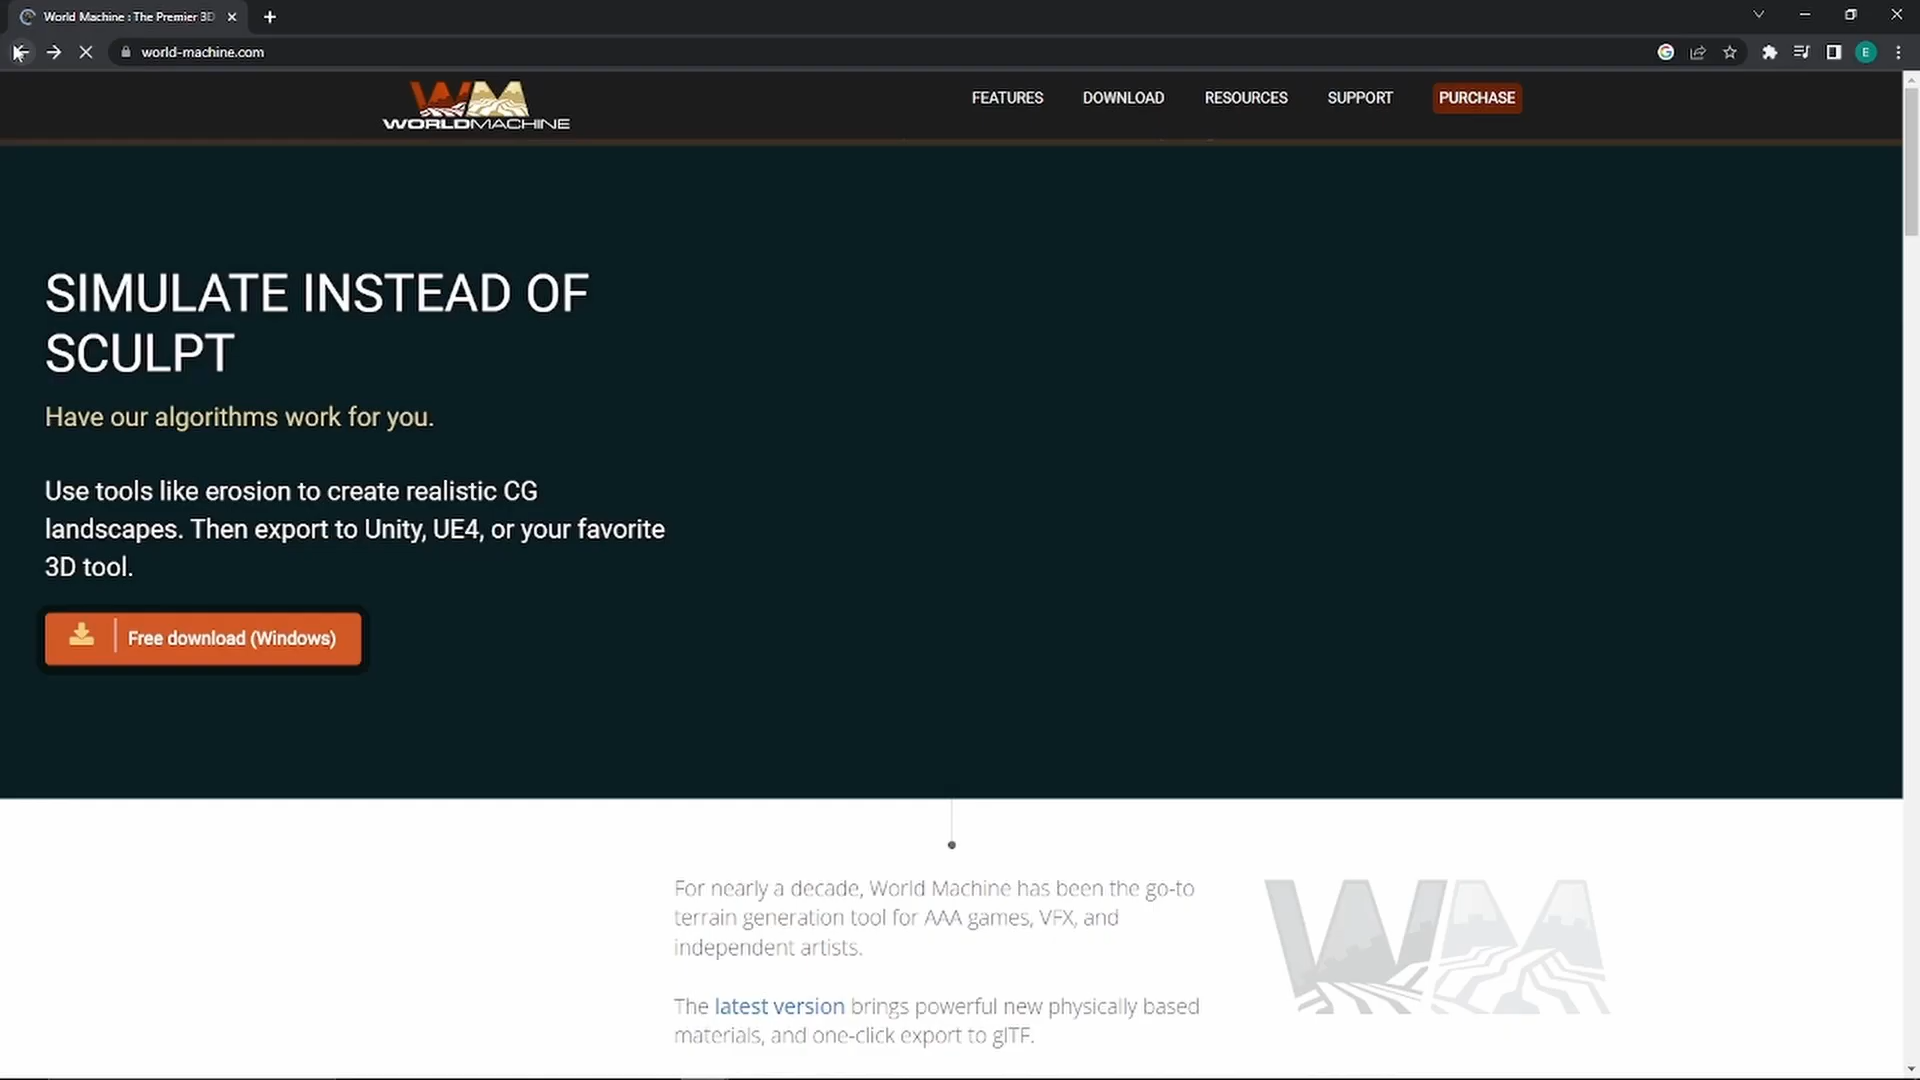 World Machine : The Premier 3D
world-machine.com
E
WM
WORLDMACHINE
FEATURES
DOWNLOAD
RESOURCES
SUPPORT
PURCHASE
SIMULATE INSTEAD OF
SCULPT
Have our algorithms work for you.
Use tools like erosion to create realistic CG
landscapes. Then export to Unity, UE4, or your favorite
3D tool.
Free download (Windows)
For nearly a decade, World Machine has been the go-to
terrain generation tool for AAA games, VFX, and
independent artists.
WM
The latest version brings powerful new physically based
materials, and one-click export to glTF.